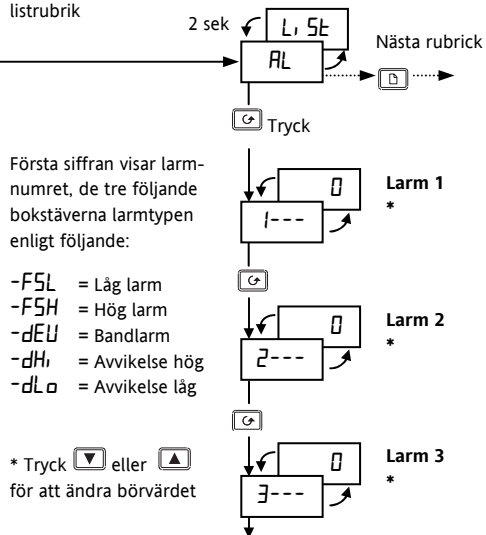 listrubrik
2 sek
LiSt
AL
Nästa rubrick
Tryck
Första siffran visar larm-
numret, de tre följande
bokstäverna larmtypen
enligt följande:
-FSL = Låg larm
-FSH = Hög larm
-dEU = Bandlarm
-dHi = Avvikelse hög
-dLo = Avvikelse låg
* Tryck ▼ eller ▲
för att ändra börvärdet
0
1---
Larm 1
*
0
2---
Larm 2
*
0
3---
Larm 3
*